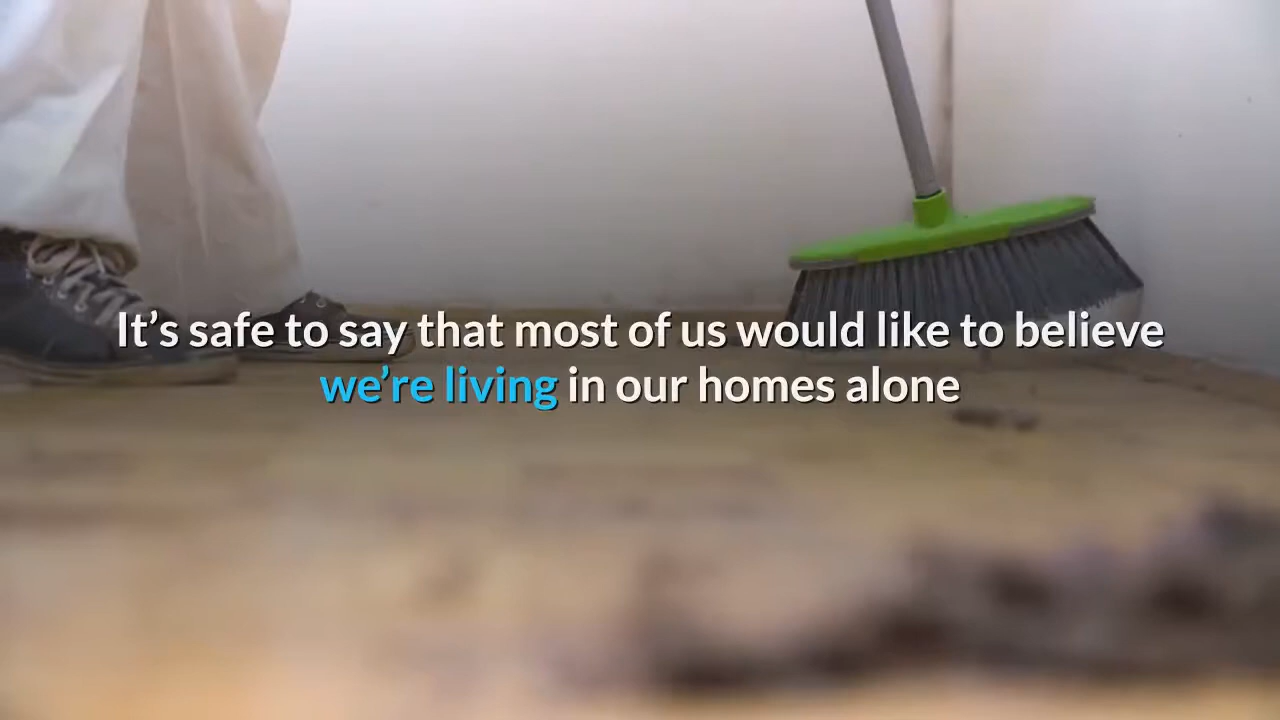 It’s safe to say that most of us would like to believe
we’re living in our homes alone